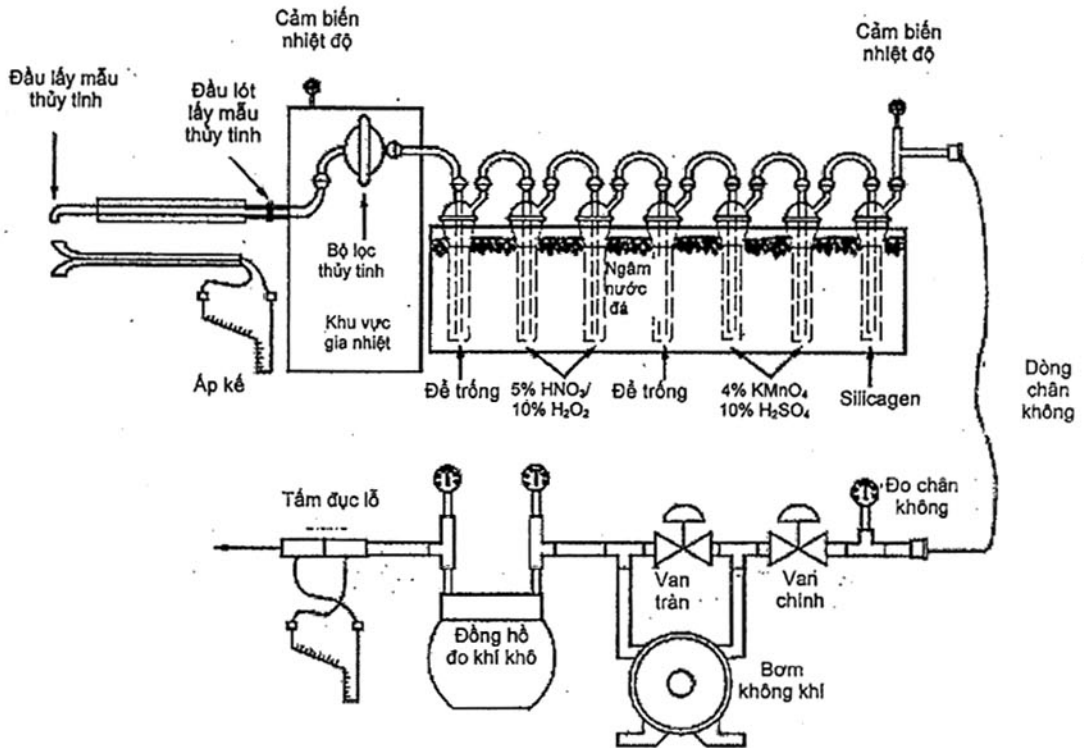 Cảm biến
nhiệt độ
Cảm biến
nhiệt độ
Đầu lấy mẫu
thủy tinh
Đầu lót
lấy mẫu
thủy tinh
Bộ lọc
thủy tinh
Khu vực
gia nhiệt
Ngâm
nước
đá
Áp kế
Để trống
5% HNO₃/
10% H₂O₂
Để trống
4% KMnO₄
10% H₂SO₄
Silicagen
Dòng
chân
không
Tấm đục lỗ
Đo chân
không
Van
tràn
Van
chính
Đồng hồ
đo khí khô
Bơm
không khí